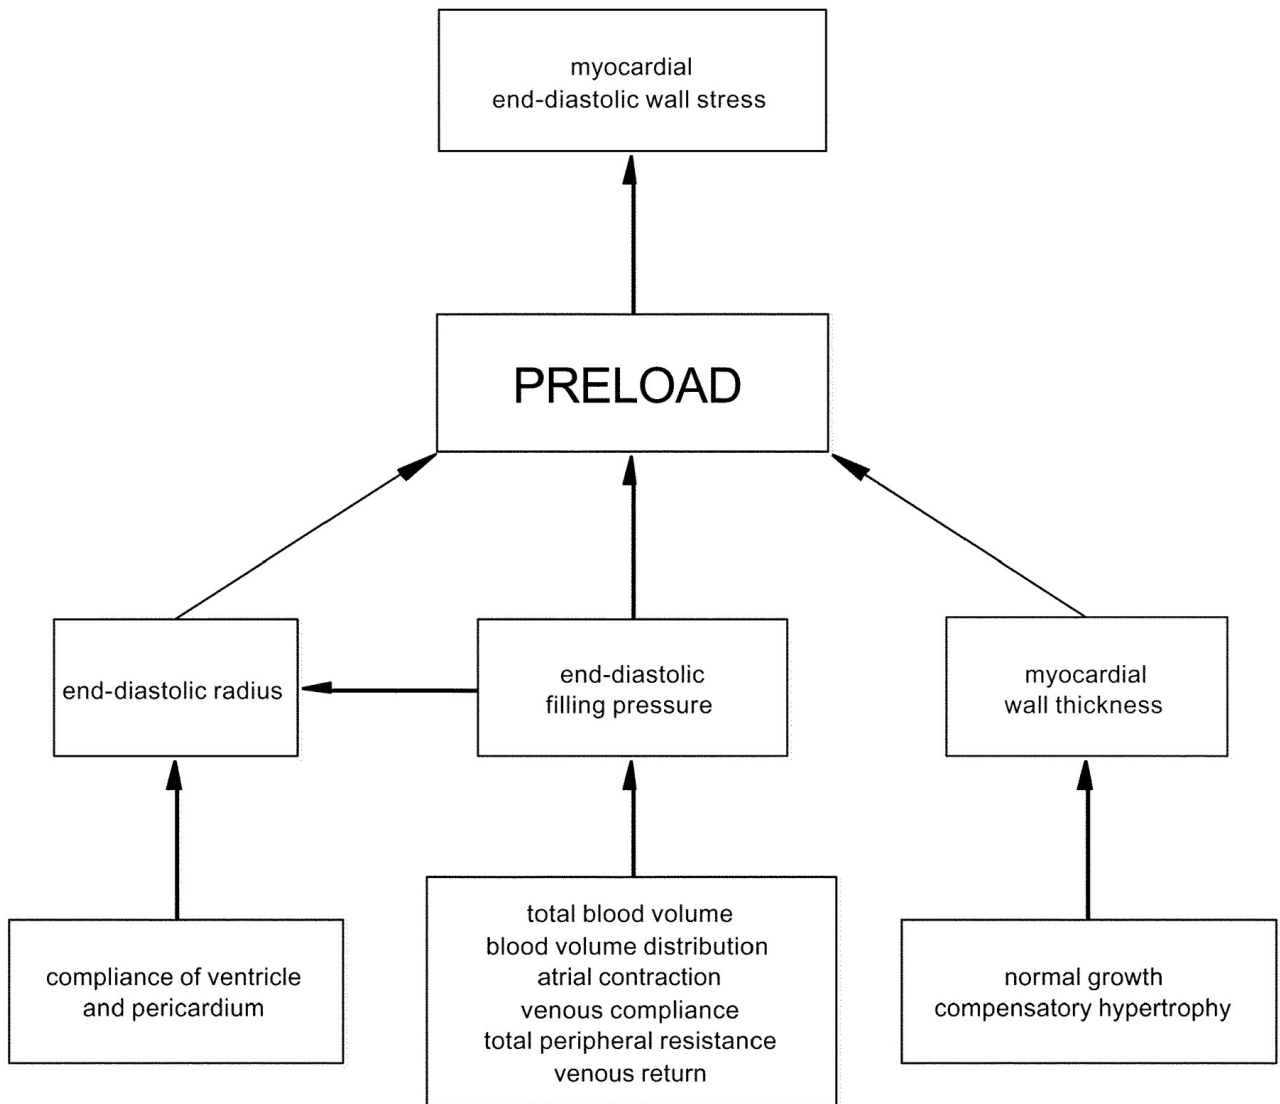 myocardial
end-diastolic wall stress
PRELOAD
end-diastolic radius
end-diastolic
filling pressure
myocardial
wall thickness
compliance of ventricle
and pericardium
total blood volume
blood volume distribution
atrial contraction
venous compliance
total peripheral resistance
venous return
normal growth
compensatory hypertrophy